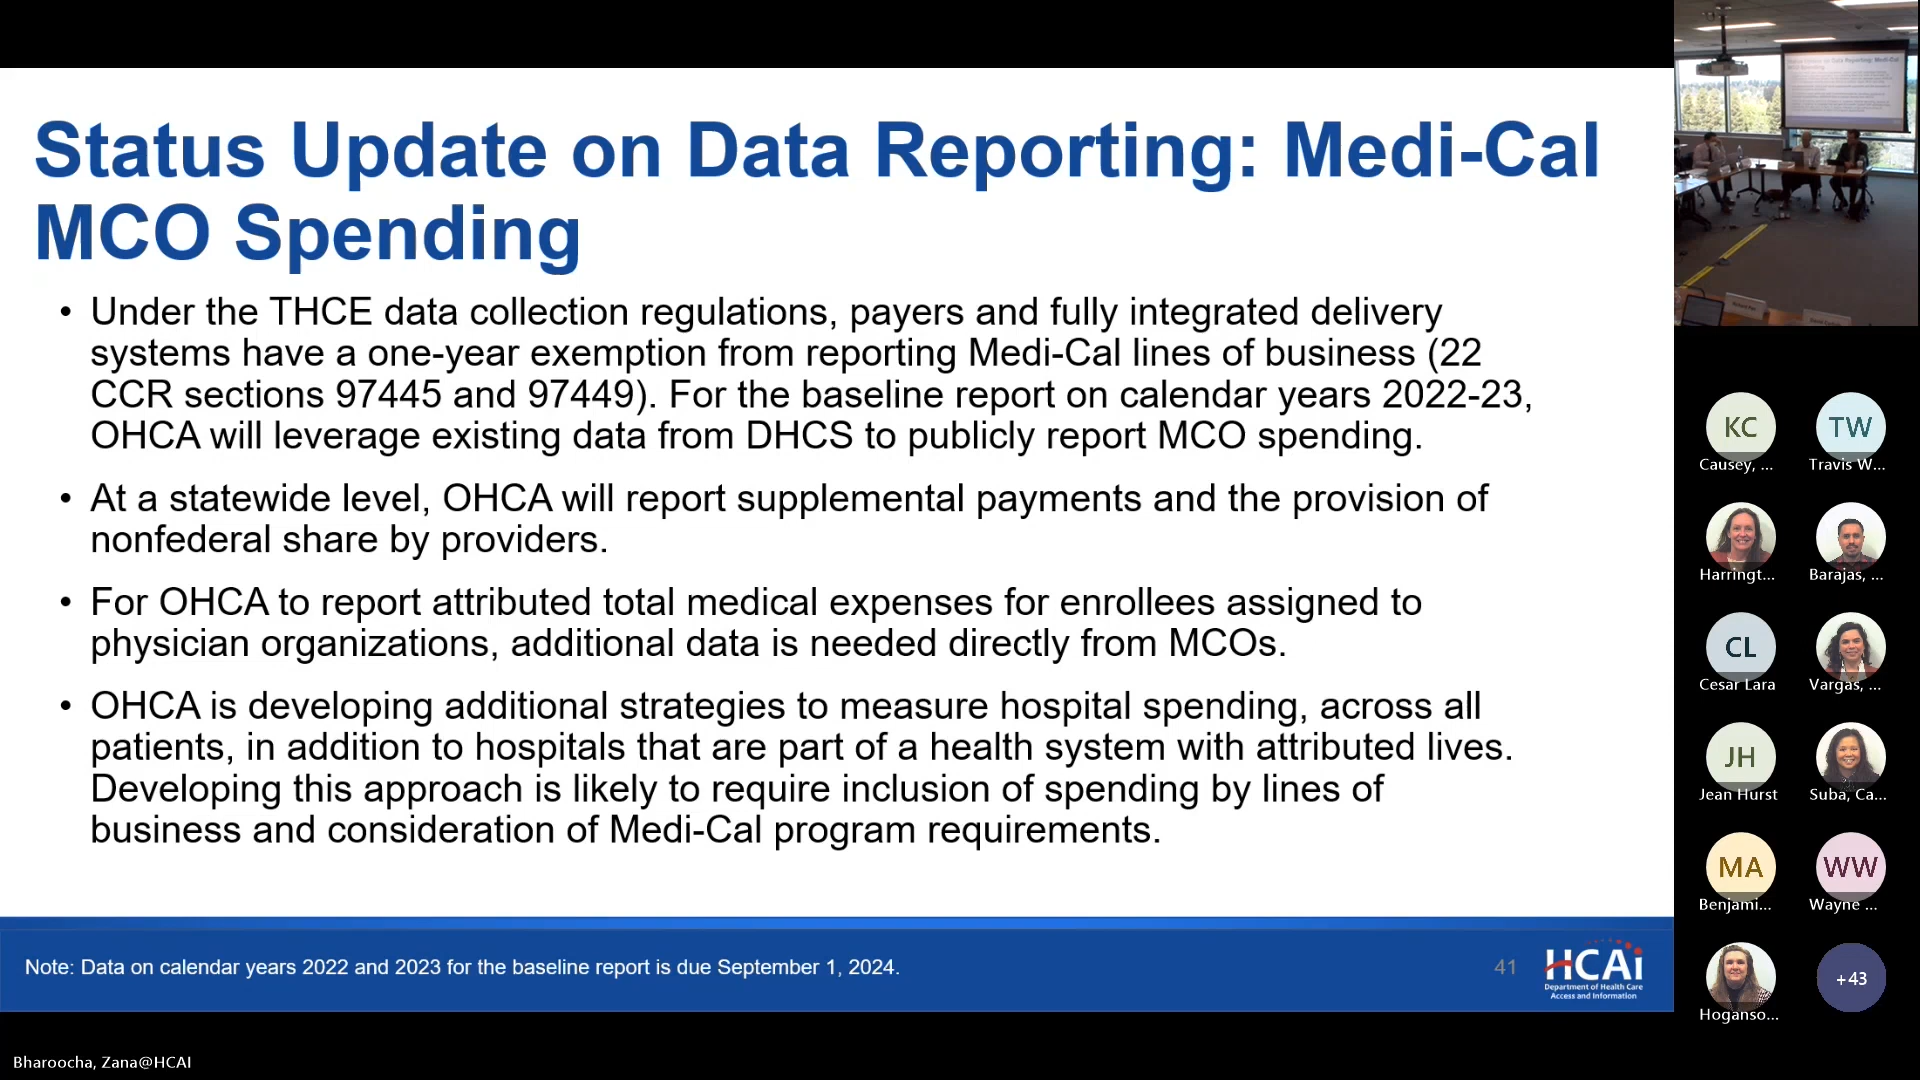 Status Update on Data Reporting: Medi-Cal
MCO Spending
• Under the THCE data collection regulations, payers and fully integrated delivery
systems have a one-year exemption from reporting Medi-Cal lines of business (22
CCR sections 97445 and 97449). For the baseline report on calendar years 2022-23,
OHCA will leverage existing data from DHCS to publicly report MCO spending.
• At a statewide level, OHCA will report supplemental payments and the provision of
nonfederal share by providers.
• For OHCA to report attributed total medical expenses for enrollees assigned to
physician organizations, additional data is needed directly from MCOs.
• OHCA is developing additional strategies to measure hospital spending, across all
patients, in addition to hospitals that are part of a health system with attributed lives.
Developing this approach is likely to require inclusion of spending by lines of
business and consideration of Medi-Cal program requirements.
Note: Data on calendar years 2022 and 2023 for the baseline report is due September 1, 2024.
41
HCAi
Department of Health Care
Access and Information
Bharoocha, Zana@HCAI
KC
Causey, ...
TW
Travis W...
Harringt...
Barajas, ...
CL
Cesar Lara
Vargas, ...
JH
Jean Hurst
Suba, Ca...
MA
Benjami...
WW
Wayne ...
Hoganso...
+43